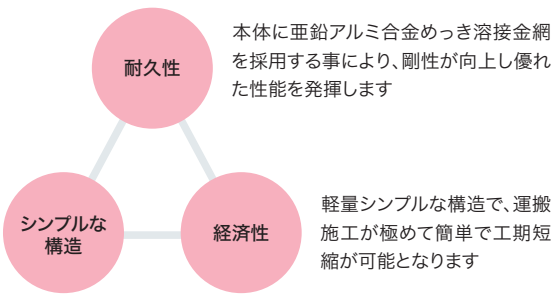 耐久性
本体に亜鉛アルミ合金めっき溶接金網
を採用する事により、剛性が向上し優れ
た性能を発揮します
シンプルな
構造
経済性
軽量シンプルな構造で、運搬
施工が極めて簡単で工期短
縮が可能となります